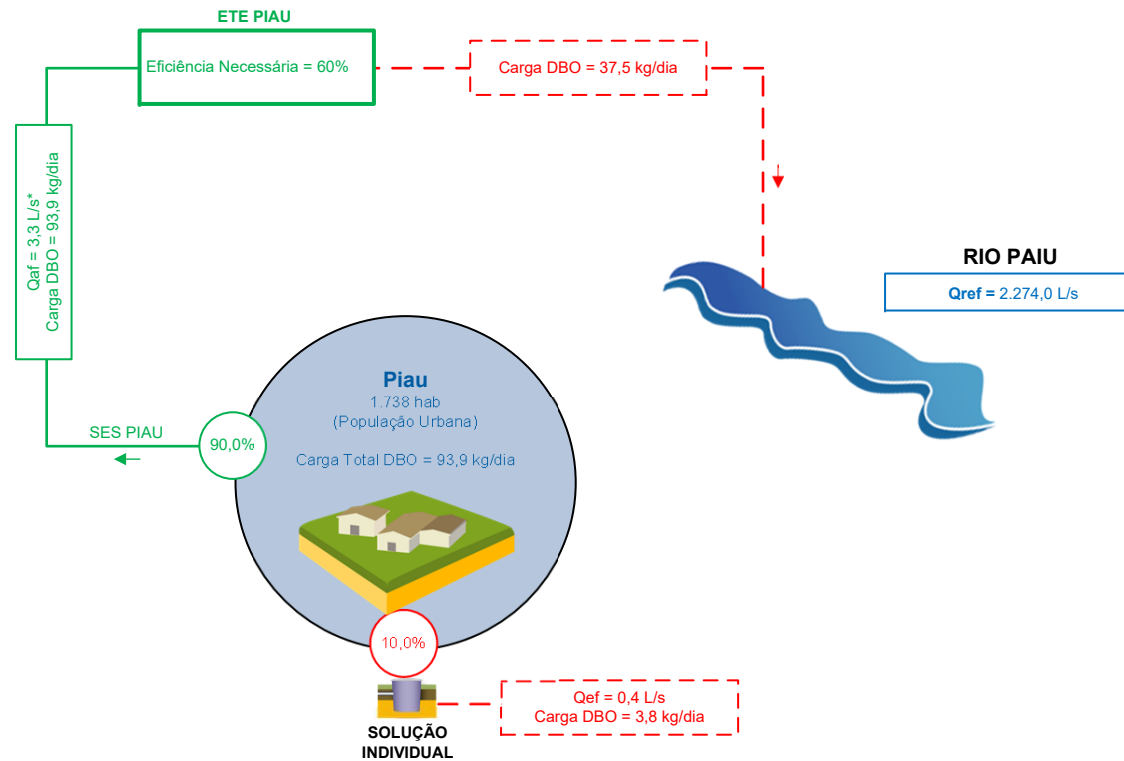 ETE PIAU
Eficiência Necessária = 60%
Carga DBO = 37,5 kg/dia
Qaf = 3,3 L/s*
Carga DBO = 93,9 kg/dia
RIO PAIU
Qref = 2.274,0 L/s
Piau
1.738 hab
(População Urbana)
Carga Total DBO = 93,9 kg/dia
SES PIAU
90,0%
10,0%
Qef = 0,4 L/s
Carga DBO = 3,8 kg/dia
SOLUÇÃO
INDIVIDUAL